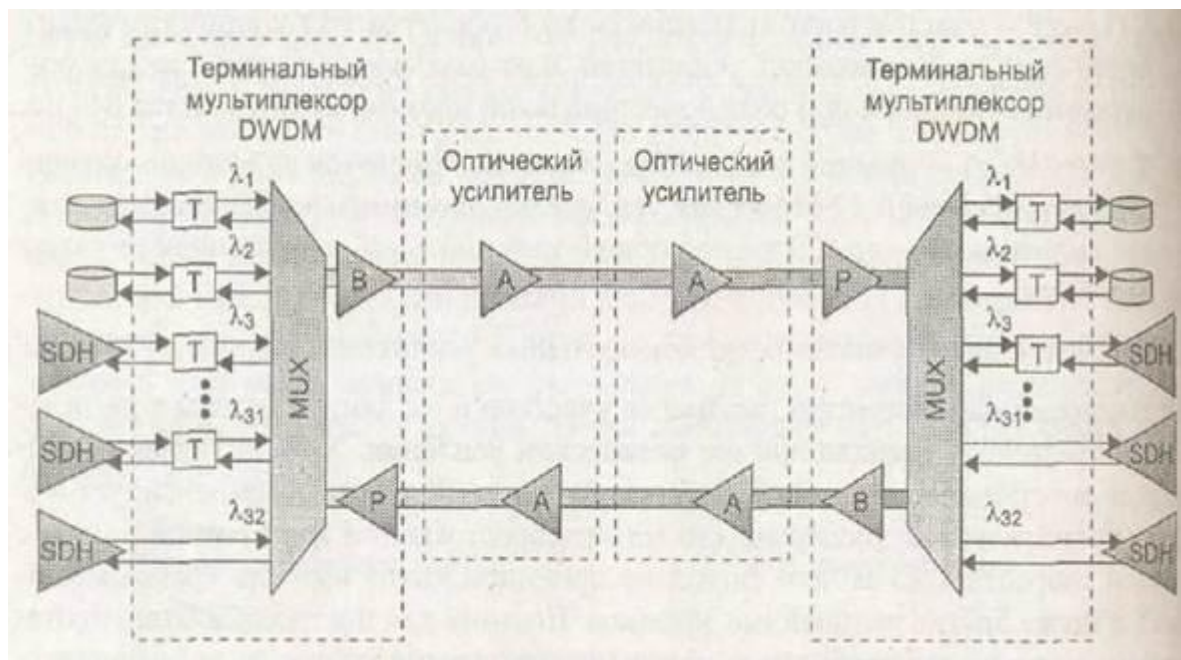 Терминальный
мультиплексор
DWDM
Терминальный
мультиплексор
DWDM
Оптический
усилитель
Оптический
усилитель
λ1
T
λ2
T
λ3
SDH
T
λ31
SDH
T
λ32
SDH
MUX
B
A
A
P
P
A
A
B
MUX
λ1
T
λ2
T
λ3
T
SDH
λ31
SDH
λ32
SDH